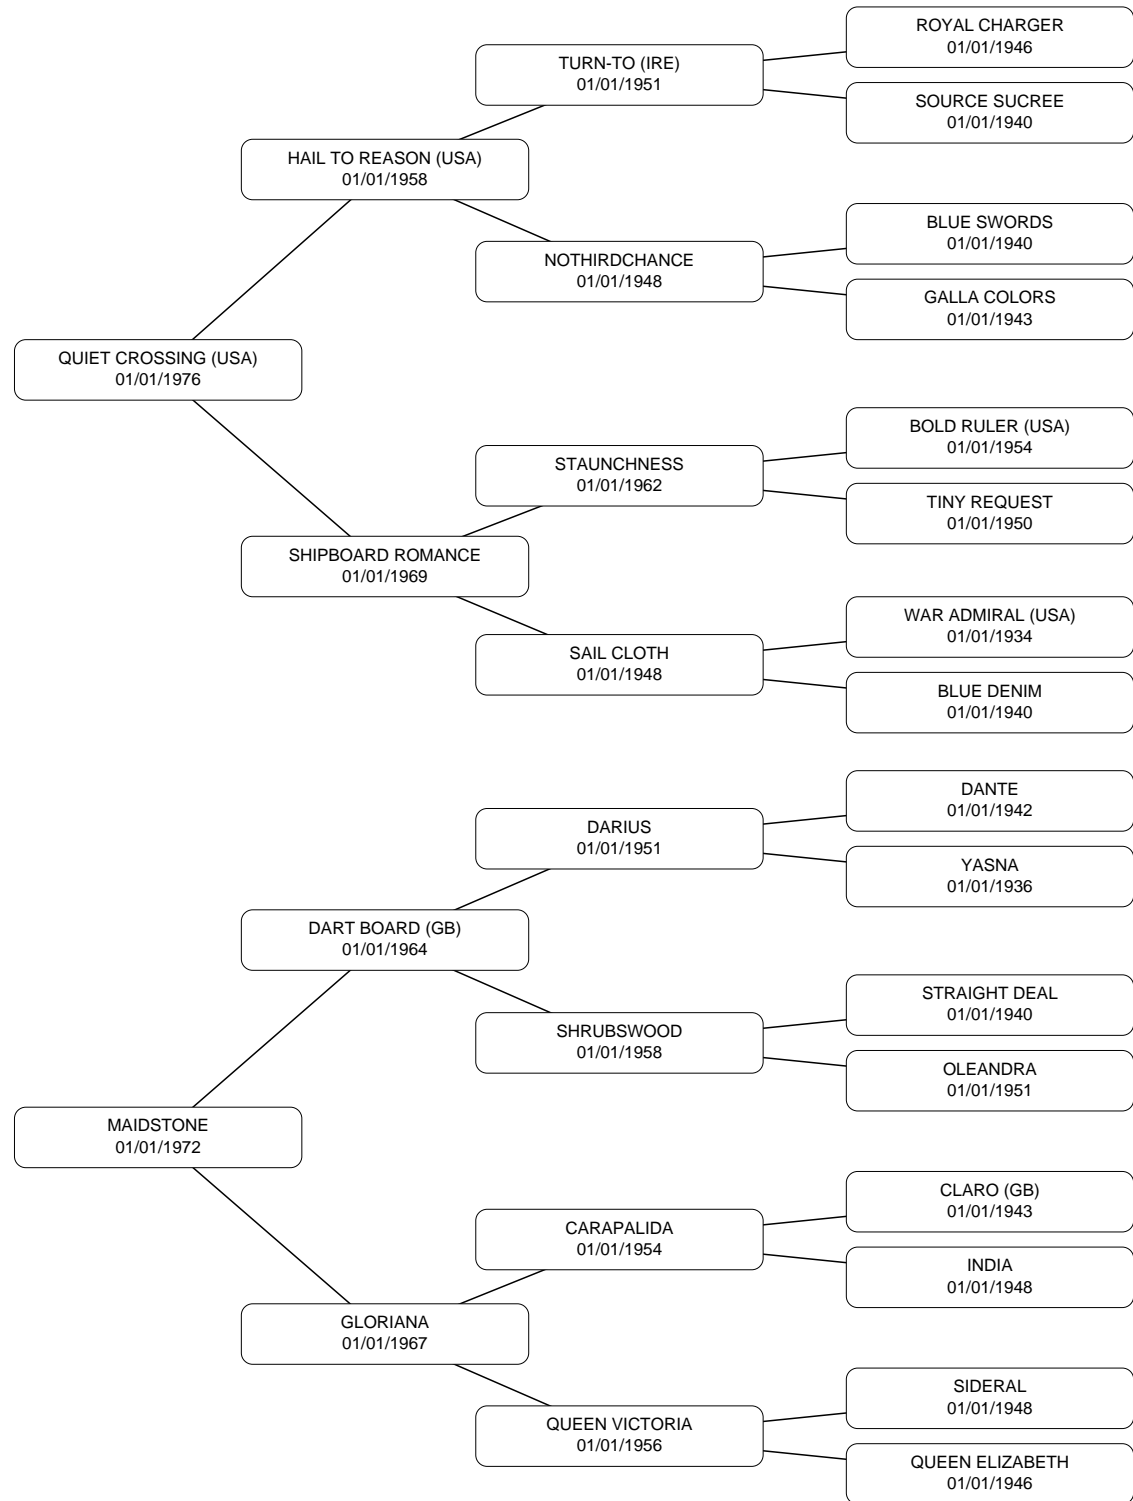 ROYAL CHARGER
01/01/1946
TURN-TO (IRE)
01/01/1951
SOURCE SUCREE
01/01/1940
HAIL TO REASON (USA)
01/01/1958
BLUE SWORDS
01/01/1940
NOTHIRDCHANCE
01/01/1948
GALLA COLORS
01/01/1943
QUIET CROSSING (USA)
01/01/1976
BOLD RULER (USA)
01/01/1954
STAUNCHNESS
01/01/1962
TINY REQUEST
01/01/1950
SHIPBOARD ROMANCE
01/01/1969
WAR ADMIRAL (USA)
01/01/1934
SAIL CLOTH
01/01/1948
BLUE DENIM
01/01/1940
DANTE
01/01/1942
DARIUS
01/01/1951
YASNA
01/01/1936
DART BOARD (GB)
01/01/1964
STRAIGHT DEAL
01/01/1940
SHRUBSWOOD
01/01/1958
OLEANDRA
01/01/1951
MAIDSTONE
01/01/1972
CLARO (GB)
01/01/1943
CARAPALIDA
01/01/1954
INDIA
01/01/1948
GLORIANA
01/01/1967
SIDERAL
01/01/1948
QUEEN VICTORIA
01/01/1956
QUEEN ELIZABETH
01/01/1946